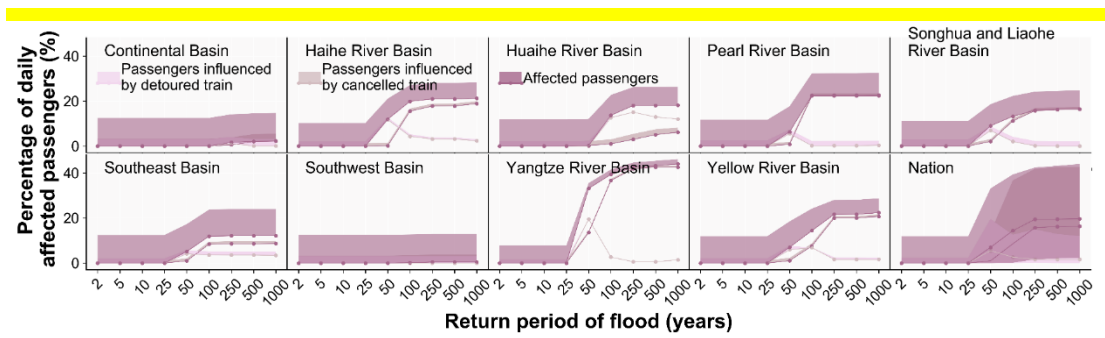 Percentage of daily
affected passengers (%)
40
20
0
Continental Basin
Passengers influenced
by detoured train
Haihe River Basin
Passengers influenced
by cancelled train
Huaihe River Basin
Affected passengers
Pearl River Basin
Songhua and Liaohe
River Basin
40
20
0
Southeast Basin
Southwest Basin
Yangtze River Basin
Yellow River Basin
Nation
2 5 10 25 50 100 250 500 1000
2 5 10 25 50 100 250 500 1000
2 5 10 25 50 100 250 500 1000
2 5 10 25 50 100 250 500 1000
2 5 10 25 50 100 250 500 1000
Return period of flood (years)